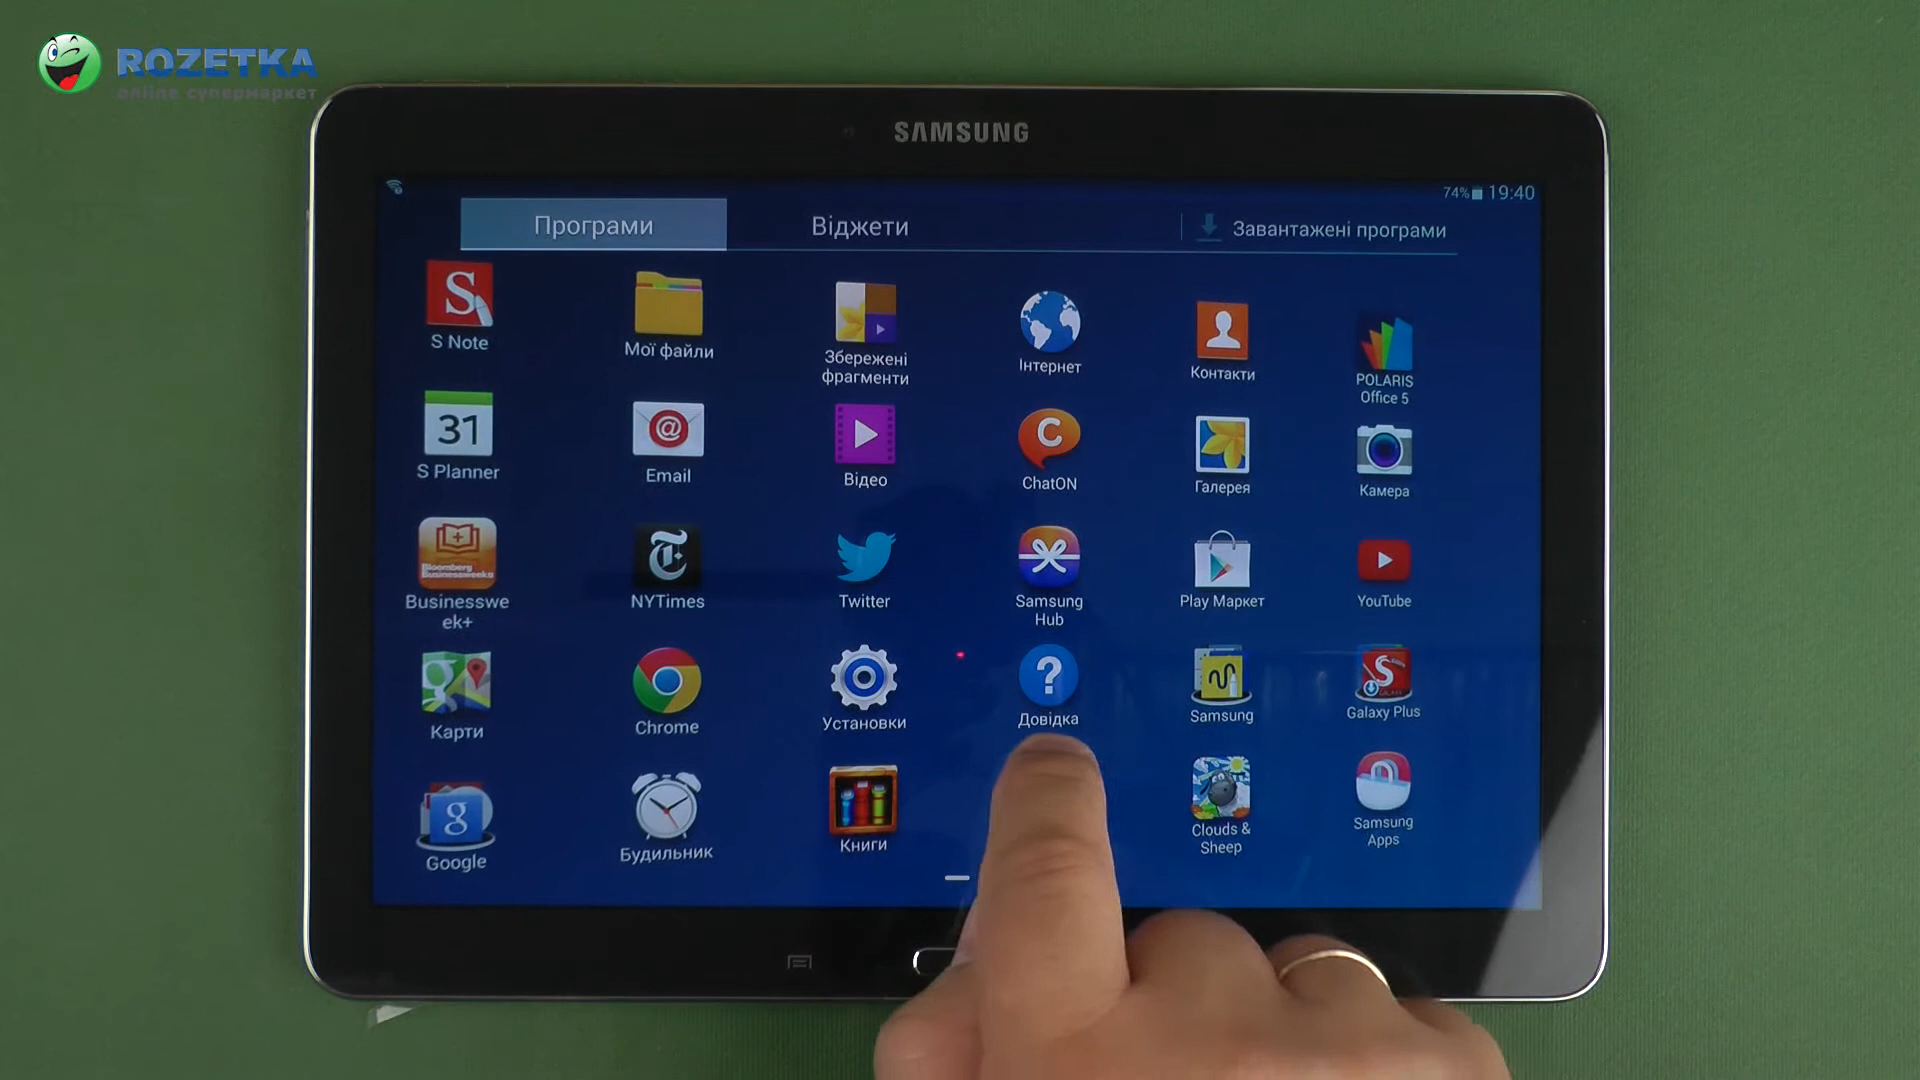 ROZETKA
online супермаркет
SAMSUNG
74% 19:40
Програми
Віджети
Завантажені програми
S Note
Мої файли
Збережені
фрагменти
Інтернет
Контакти
POLARIS
Office 5
31
S Planner
Email
Відео
ChatON
Галерея
Камера
Bloomberg
Businessweek+
Businesswe
ek+
NYTimes
Twitter
Samsung
Hub
Play Маркет
YouTube
Карти
Chrome
Установки
Довідка
Samsung
Galaxy Plus
Google
Будильник
Книги
Clouds &
Sheep
Samsung
Apps